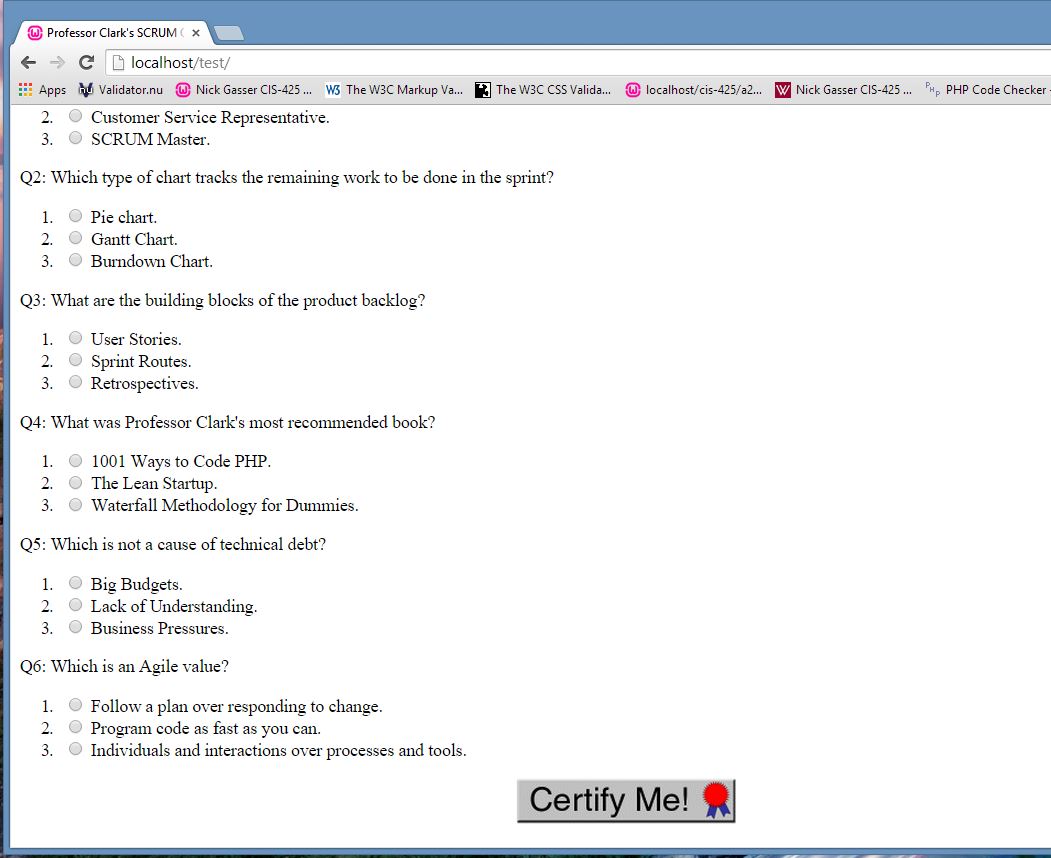 Professor Clark's SCRUM (
localhost/test/
Apps Validator.nu Nick Gasser CIS-425 ... W3 The W3C Markup Va... The W3C CSS Valida... localhost/cis-425/a2... W Nick Gasser CIS-425 ... PHP PHP Code Checker
2. Customer Service Representative.
3. SCRUM Master.
Q2: Which type of chart tracks the remaining work to be done in the sprint?
1. Pie chart.
2. Gantt Chart.
3. Burndown Chart.
Q3: What are the building blocks of the product backlog?
1. User Stories.
2. Sprint Routes.
3. Retrospectives.
Q4: What was Professor Clark's most recommended book?
1. 1001 Ways to Code PHP.
2. The Lean Startup.
3. Waterfall Methodology for Dummies.
Q5: Which is not a cause of technical debt?
1. Big Budgets.
2. Lack of Understanding.
3. Business Pressures.
Q6: Which is an Agile value?
1. Follow a plan over responding to change.
2. Program code as fast as you can.
3. Individuals and interactions over processes and tools.
Certify Me!